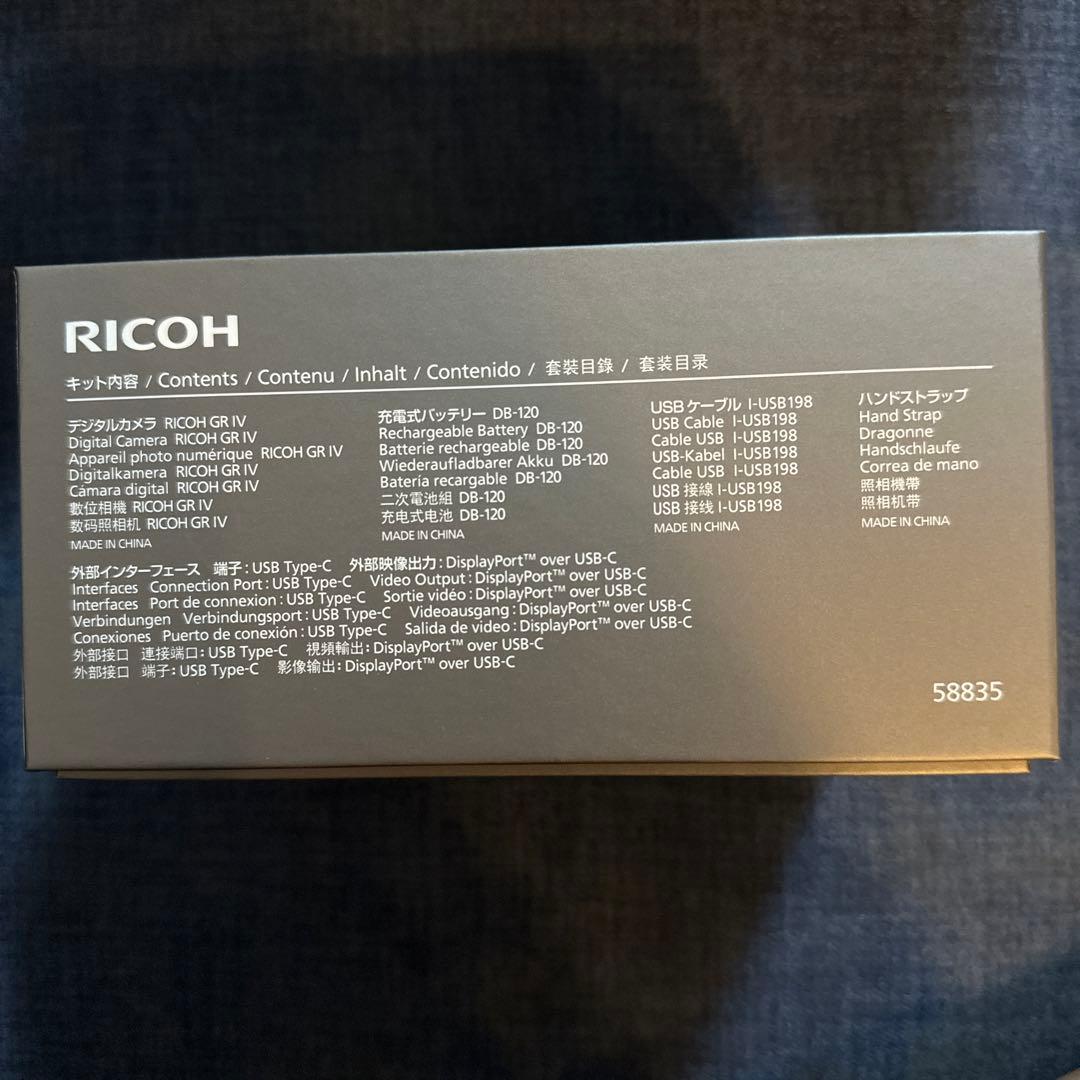 RICOH
キット内容 / Contents / Contenu / Inhalt / Contenido / 套裝目錄 / 套装目录
デジタルカメラ RICOH GR IV
Digital Camera RICOH GR IV
Appareil photo numérique RICOH GR IV
Digitalkamera RICOH GR IV
Cámara digital RICOH GR IV
數位相機 RICOH GR IV
数码照相机 RICOH GR IV
MADE IN CHINA
充電式バッテリー DB-120
Rechargeable Battery DB-120
Batterie rechargeable DB-120
Wiederaufladbarer Akku DB-120
Batería recargable DB-120
二次電池組 DB-120
充电式电池 DB-120
MADE IN CHINA
USBケーブル I-USB198
USB Cable I-USB198
Cable USB I-USB198
USB-Kabel I-USB198
Cable USB I-USB198
USB 接線 I-USB198
USB 接线 I-USB198
MADE IN CHINA
ハンドストラップ
Hand Strap
Dragonne
Handschlaufe
Correa de mano
照相機帶
照相机带
MADE IN CHINA
外部インターフェース 端子: USB Type-C 外部映像出力: DisplayPort™ over USB-C
Interfaces Connection Port: USB Type-C Video Output: DisplayPort™ over USB-C
Interfaces Port de connexion: USB Type-C Sortie vidéo: DisplayPort™ over USB-C
Verbindungen Verbindungsport: USB Type-C Videoausgang: DisplayPort™ over USB-C
Conexiones Puerto de conexión: USB Type-C Salida de video: DisplayPort™ over USB-C
外部接口 連接端口: USB Type-C 視頻輸出: DisplayPort™ over USB-C
外部接口 端子: USB Type-C 影像输出: DisplayPort™ over USB-C
58835